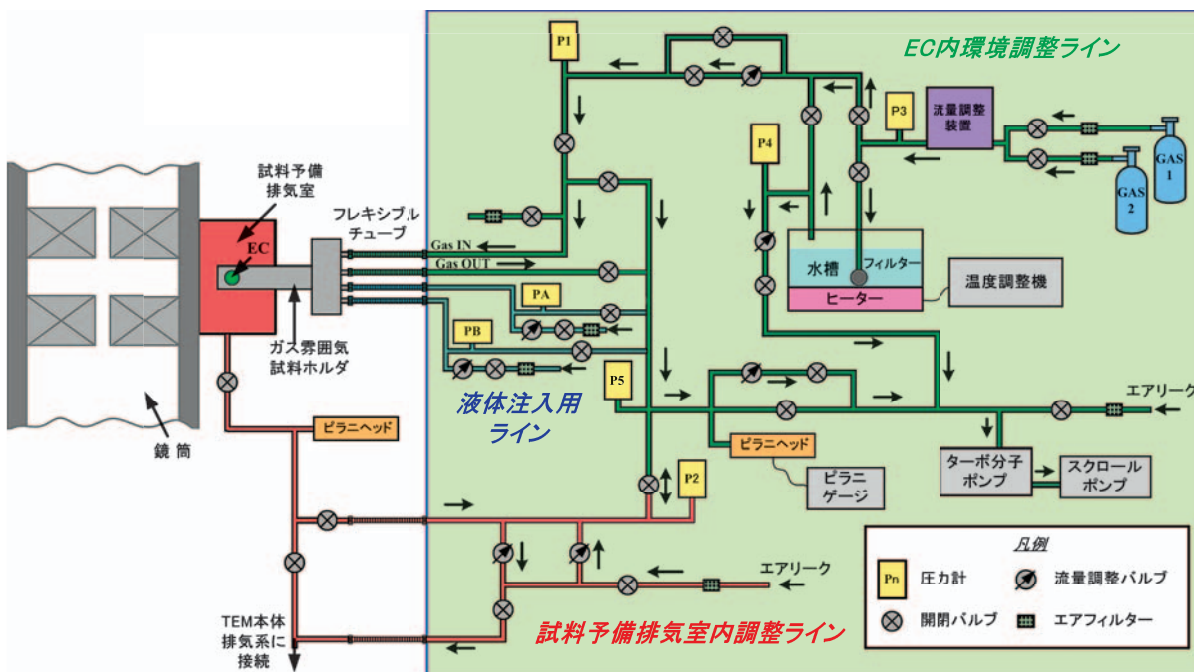 EC内環境調整ライン
P1
P3
流量調整
装置
P4
GAS
1
GAS
2
試料予備
排気室
フレキシブル
チューブ
EC
Gas IN
Gas OUT
水槽
フィルター
ヒーター
温度調整機
PA
PB
ガス雰囲気
試料ホルダ
液体注入用
ライン
P5
エアリーク
ピラニヘッド
ピラニヘッド
鏡筒
ピラニ
ゲージ
ターボ分子
ポンプ
スクロール
ポンプ
P2
エアリーク
凡例
Pn
圧力計
流量調整バルブ
開閉バルブ
エアフィルター
TEM本体
排気系に
接続
試料予備排気室内調整ライン